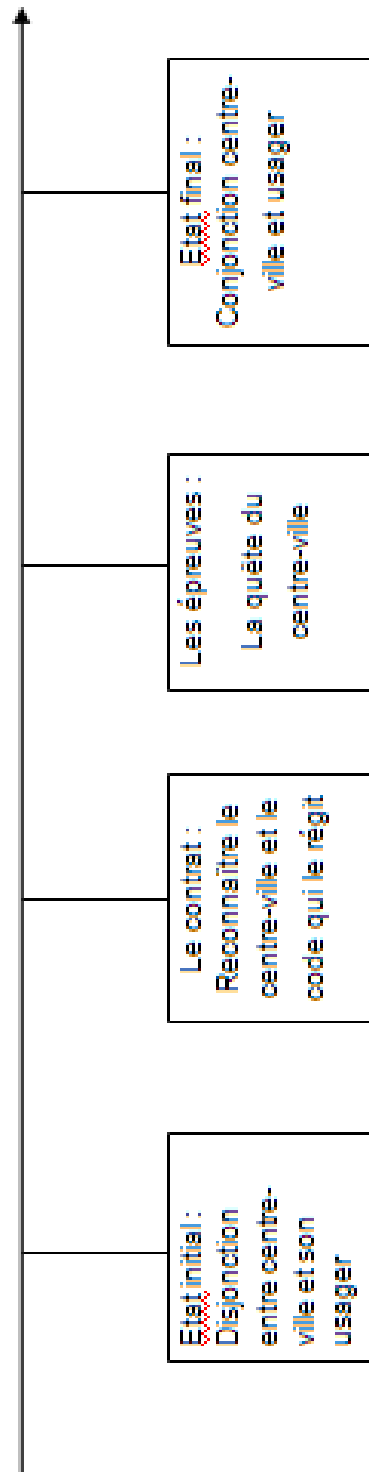 Etat initial :
Disjonction
entre centre-
ville et son
usager
Le contrat :
Reconnaître le
centre-ville et le
code qui le régit
Les épreuves :
La quête du
centre-ville
Etat final :
Conjonction centre-
ville et usager